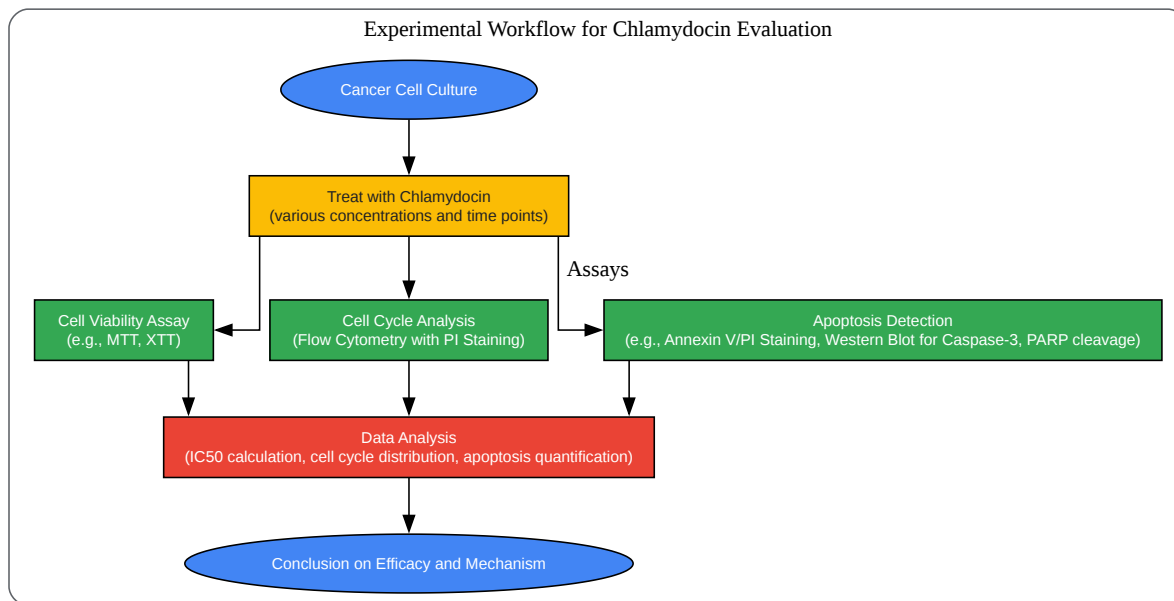 Experimental Workflow for Chlamydocin Evaluation
Cancer Cell Culture
Treat with Chlamydocin
(various concentrations and time points)
Assays
Cell Viability Assay
(e.g., MTT, XTT)
Cell Cycle Analysis
(Flow Cytometry with PI Staining)
Apoptosis Detection
(e.g., Annexin V/PI Staining, Western Blot for Caspase-3, PARP cleavage)
Data Analysis
(IC50 calculation, cell cycle distribution, apoptosis quantification)
Conclusion on Efficacy and Mechanism